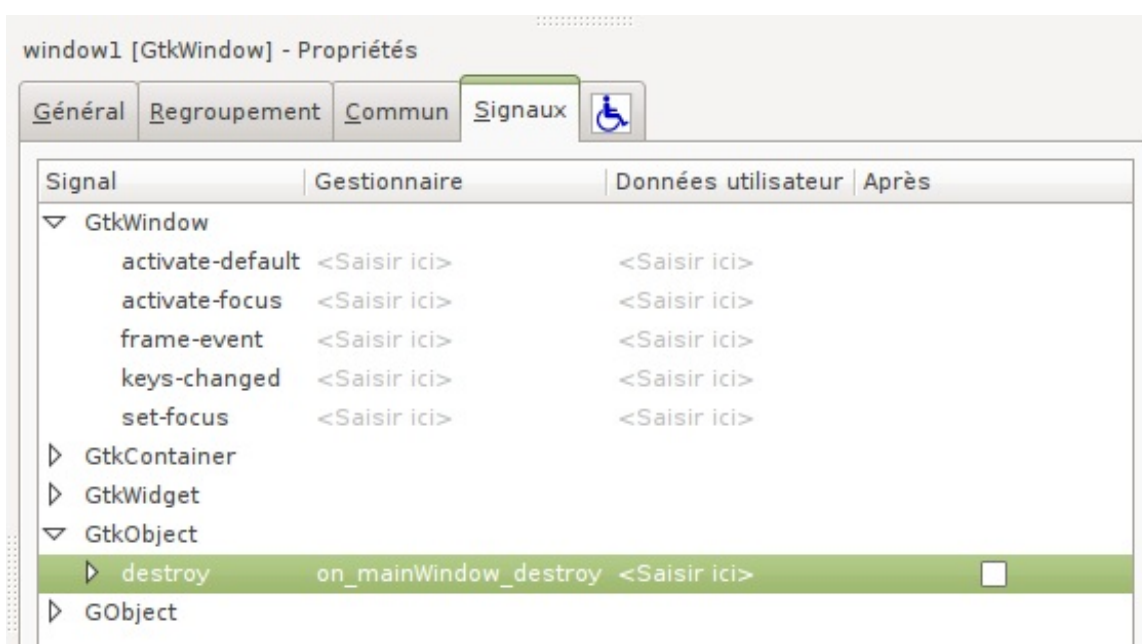 window1 [GtkWindow] - Propriétés
Général Regroupement Commun Signaux
Signal Gestionnaire Données utilisateur Après
GtkWindow
activate-default <Saisir ici> <Saisir ici>
activate-focus <Saisir ici> <Saisir ici>
frame-event <Saisir ici> <Saisir ici>
keys-changed <Saisir ici> <Saisir ici>
set-focus <Saisir ici> <Saisir ici>
GtkContainer
GtkWidget
GtkObject
destroy on_mainWindow_destroy <Saisir ici>
GObject